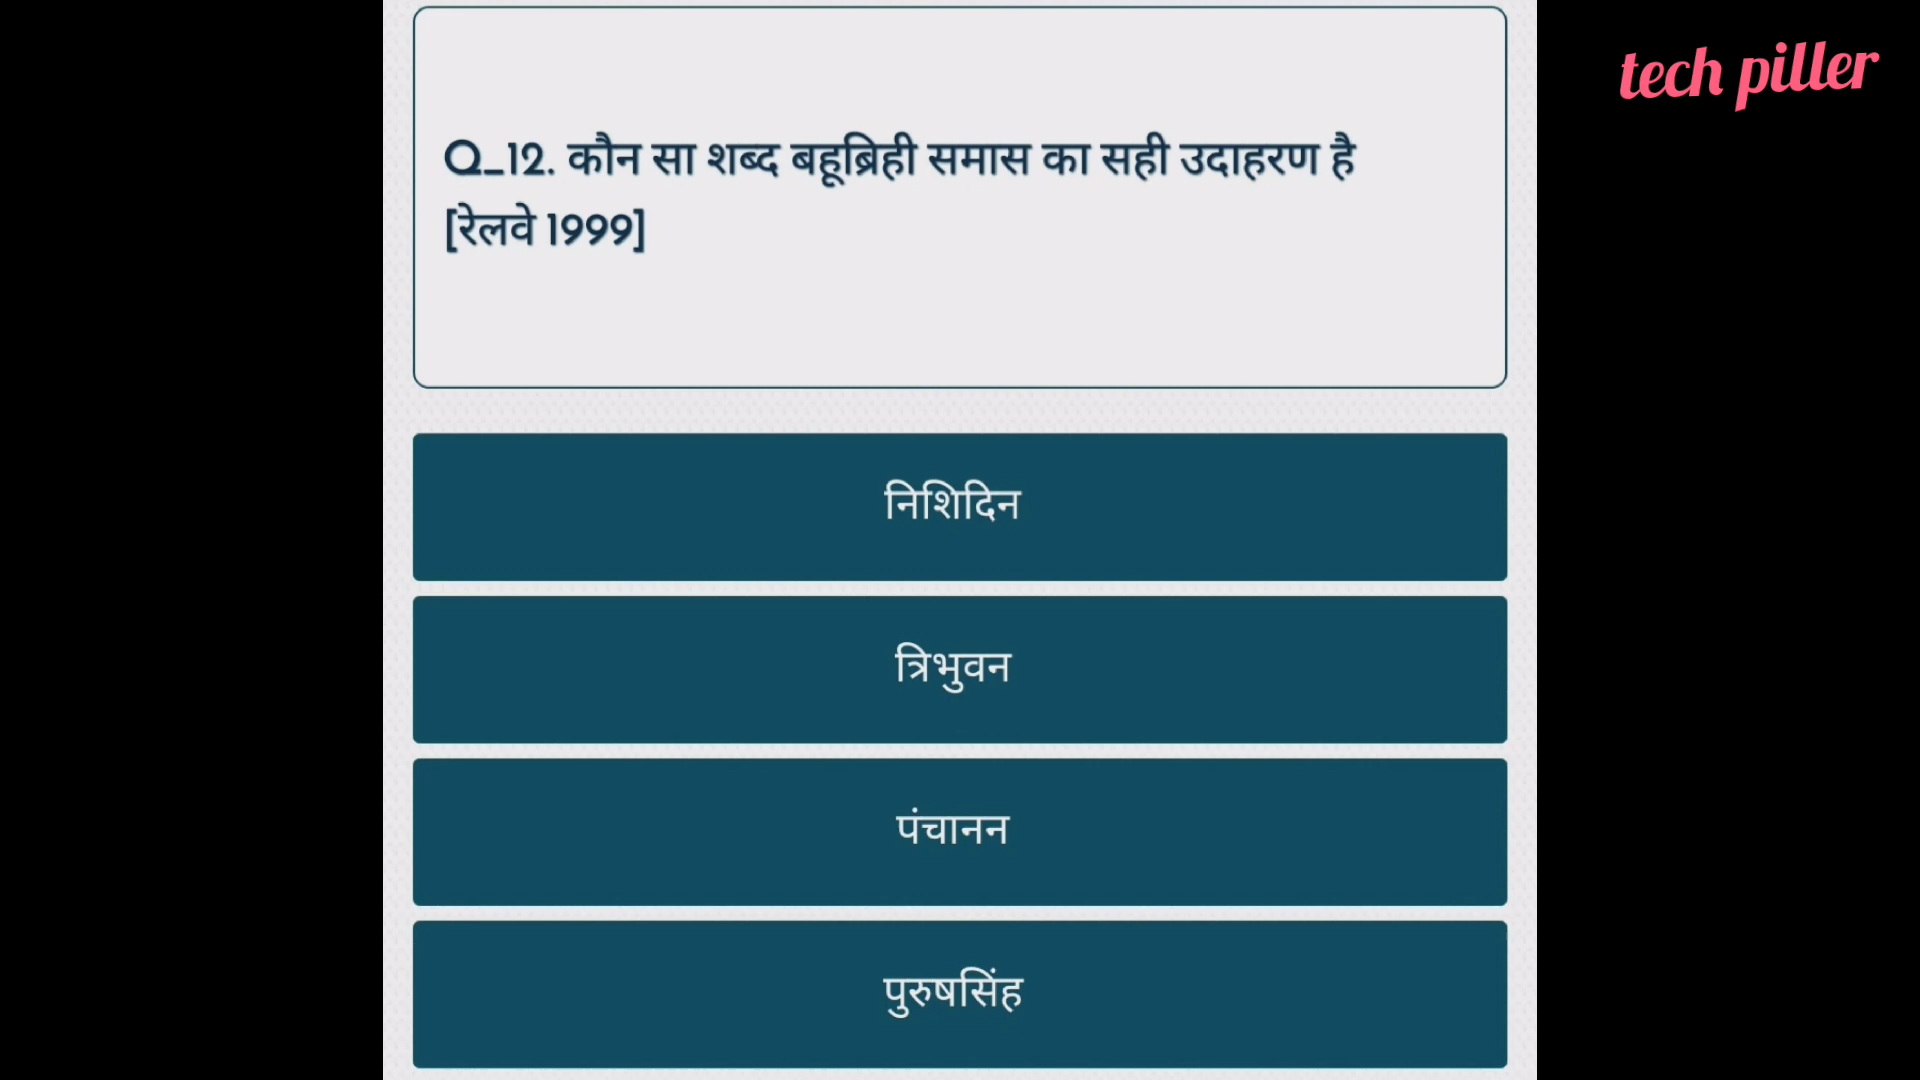 tech piller
Q_12. कौन सा शब्द बहूब्रिही समास का सही उदाहरण है
[रेलवे 1999]
निशिदिन
त्रिभुवन
पंचानन
पुरुषसिंह